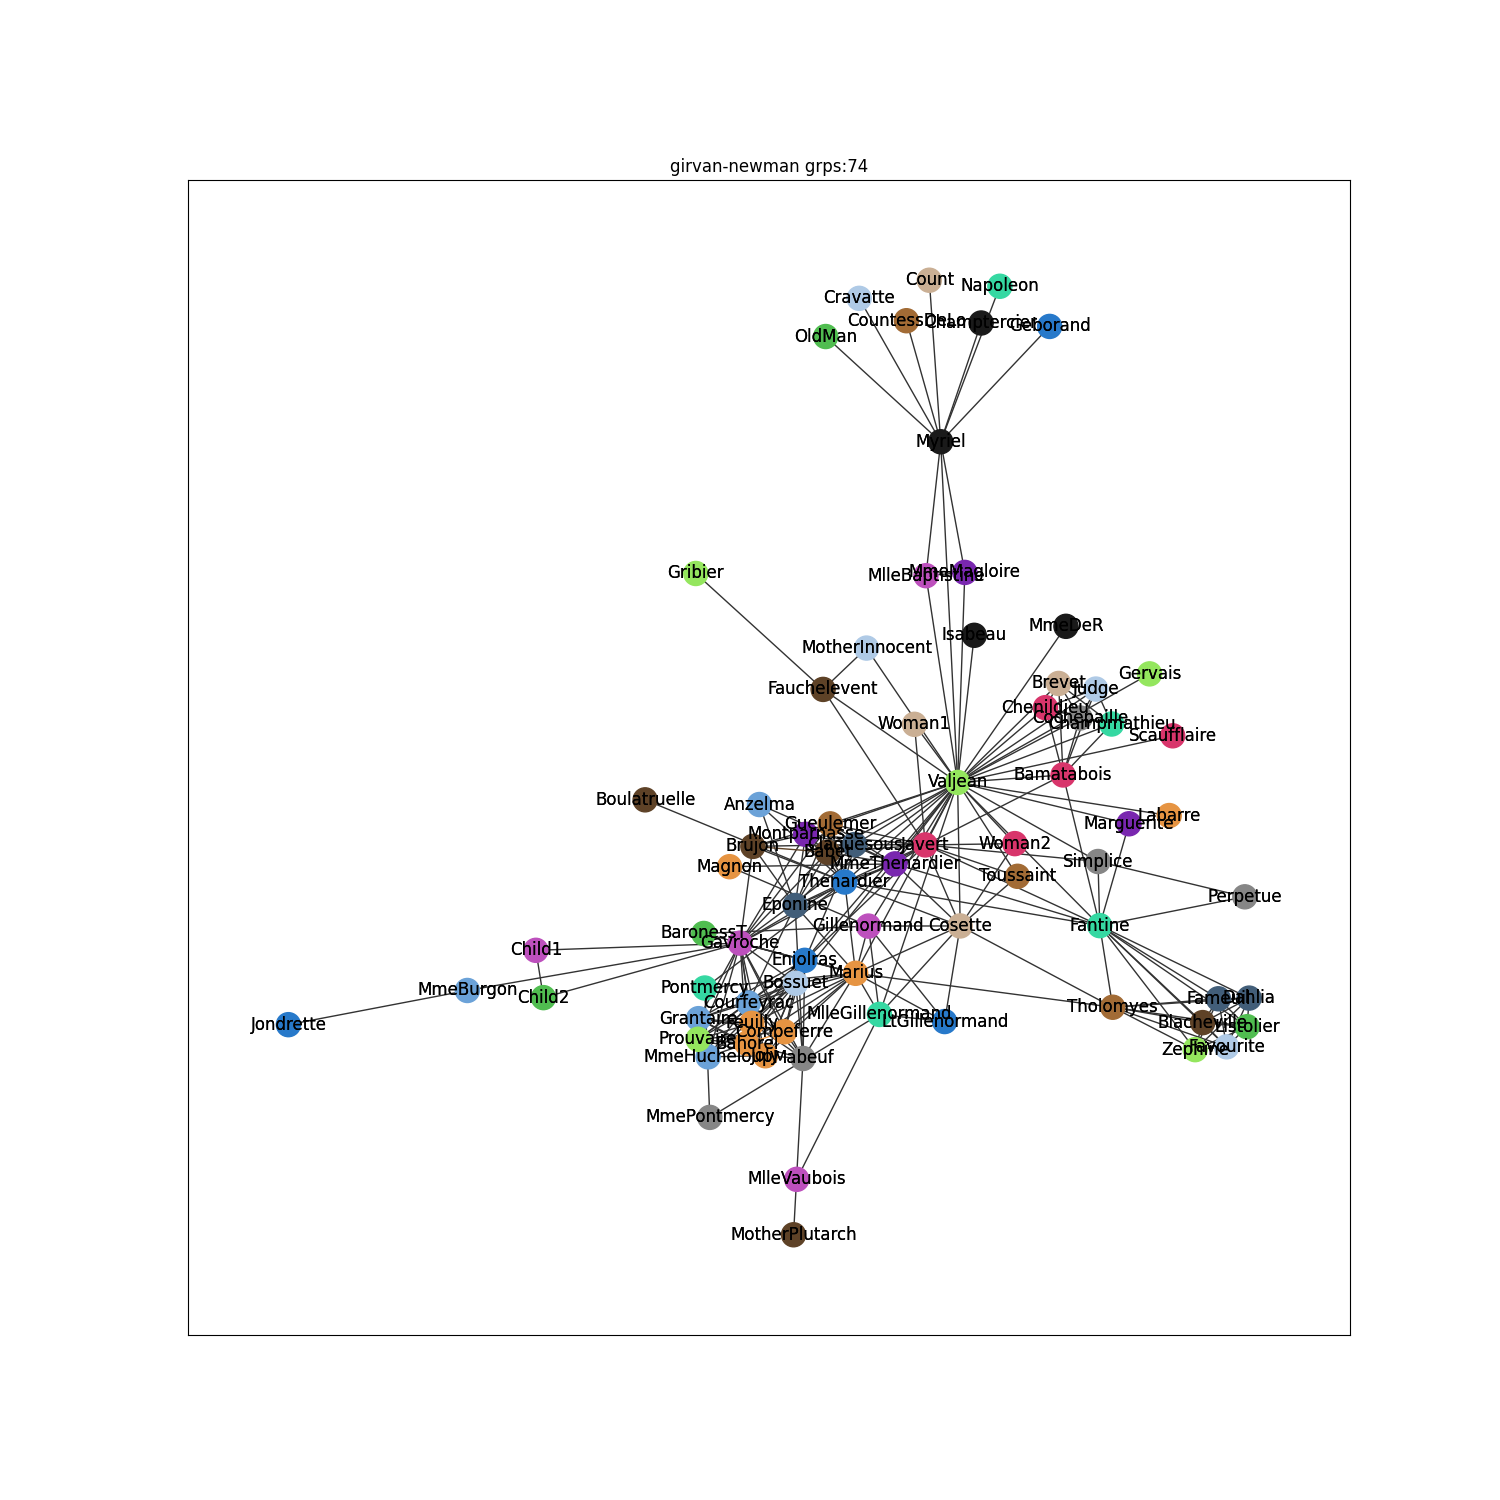 girvan-newman grps:74
Count
Napoleon
Cravatte
CountessDeLo
Champtercier
Geborand
OldMan
Myriel
Gribier
MlleBaptistine
MmeMagloire
Isabeau
MmeDeR
MotherInnocent
Gervais
Fauchelevent
Brevet
Judge
Chenildieu
Cochepaille
Woman1
Champmathieu
Scaufflaire
Valjean
Bamatabois
Boulatruelle
Anzelma
Labarre
Gueulemer
Marguerite
Montparnasse
Brujon
Babet
Claquesous
Javert
Woman2
Magnon
MmeThenardier
Simplice
Thenardier
Toussaint
Perpetue
Eponine
BaronessT
Gillenormand
Cosette
Fantine
Gavroche
Child1
Enjolras
Marius
Bossuet
MmeBurgon
Pontmercy
Child2
Courfeyrac
Fameuil
Dahlia
Tholomyes
Jondrette
Grantaire
Feuilly
MlleGillenormand
LtGillenormand
Blacheville
Listolier
Combeferre
Prouvaire
Bahorel
Zephine
Favourite
MmeHucheloup
Joly
Mabeuf
MmePontmercy
MlleVaubois
MotherPlutarch